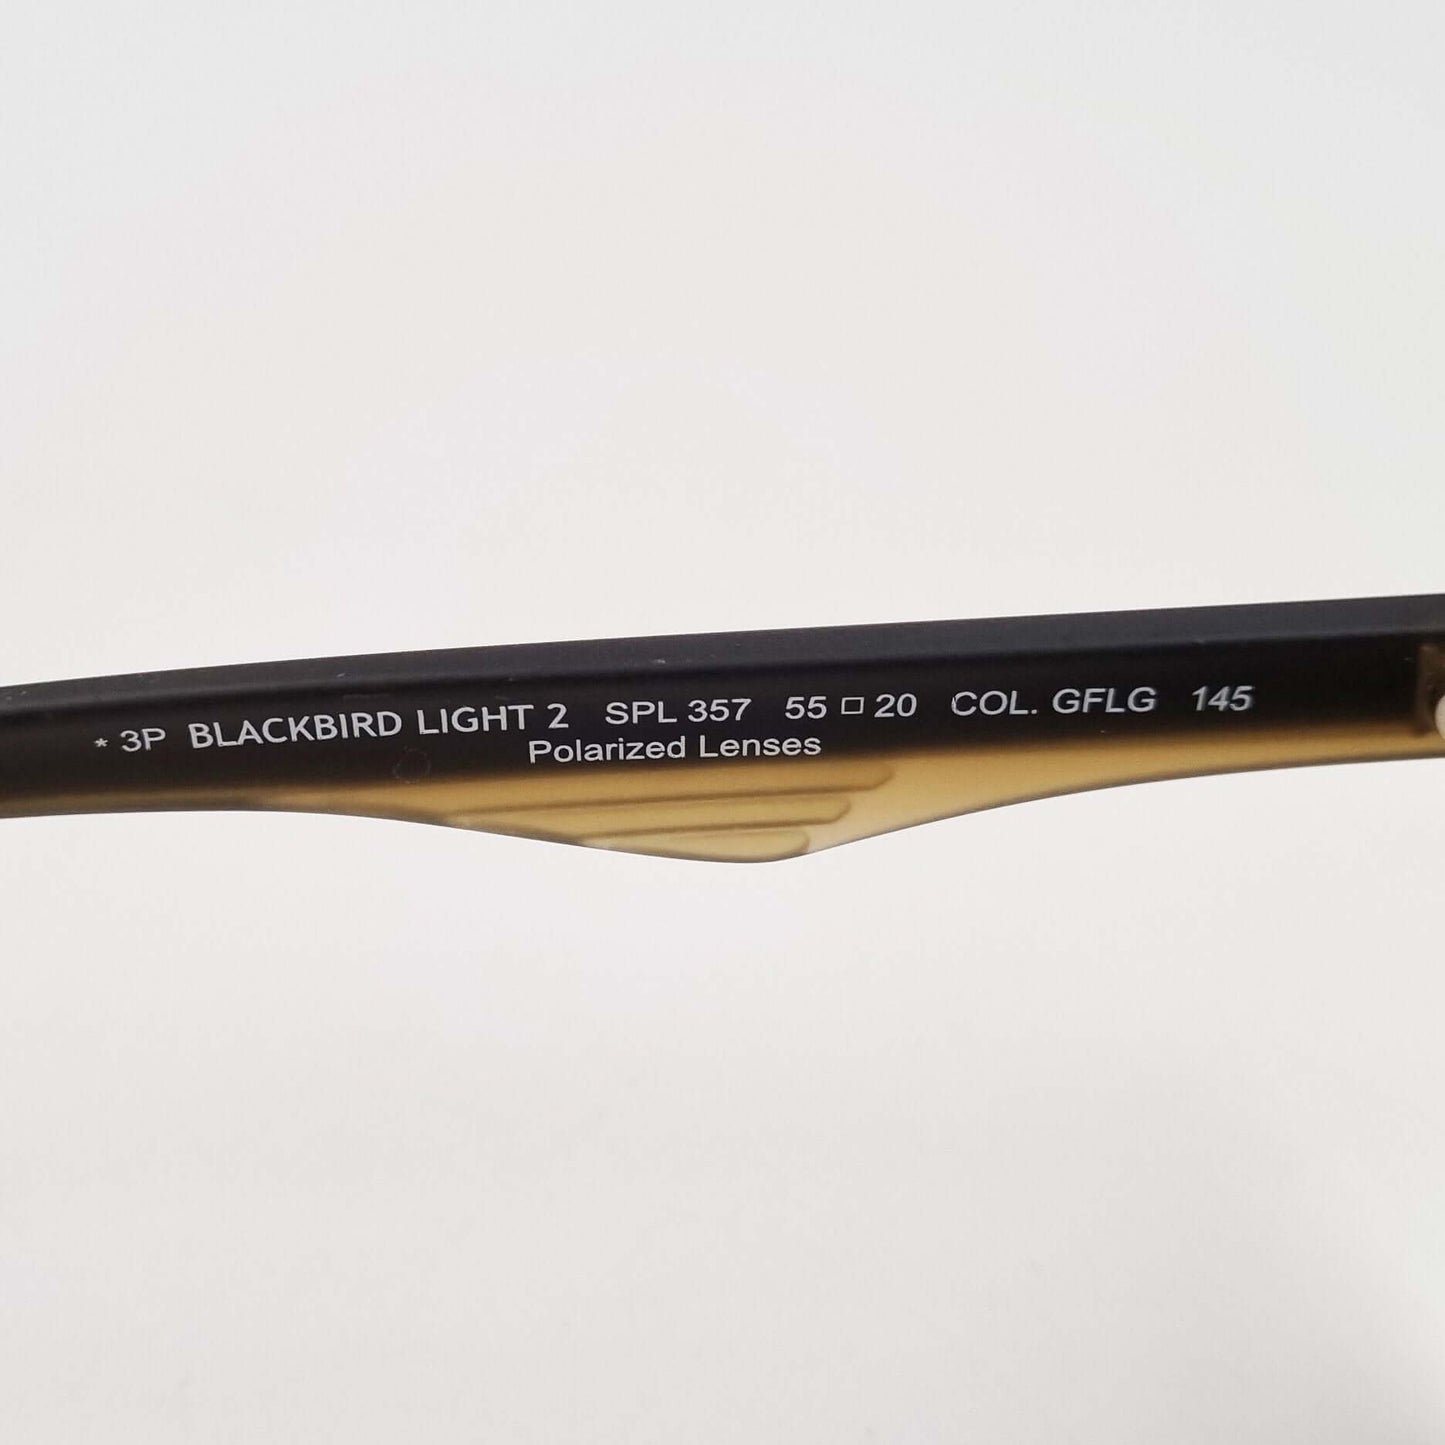 * 3P BLACKBIRD LIGHT 2 SPL 357 55 □ 20 COL. GFLG 145
Polarized Lenses